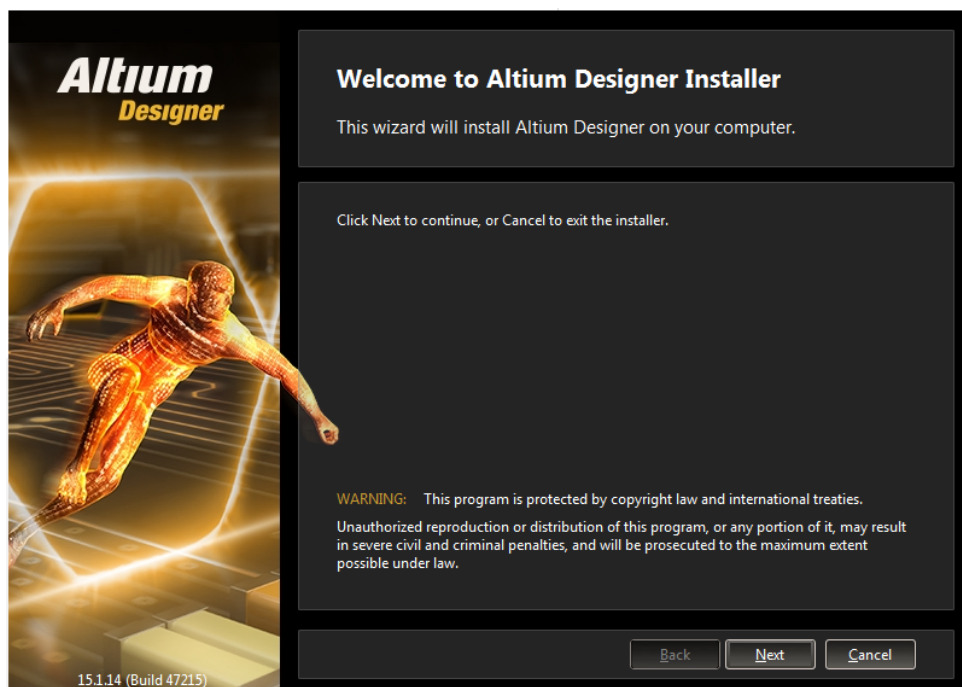 Altium
Designer
Welcome to Altium Designer Installer
This wizard will install Altium Designer on your computer.
Click Next to continue, or Cancel to exit the installer.
WARNING: This program is protected by copyright law and international treaties.
Unauthorized reproduction or distribution of this program, or any portion of it, may result
in severe civil and criminal penalties, and will be prosecuted to the maximum extent
possible under law.
Back Next Cancel
15.1.14 (Build 47215)